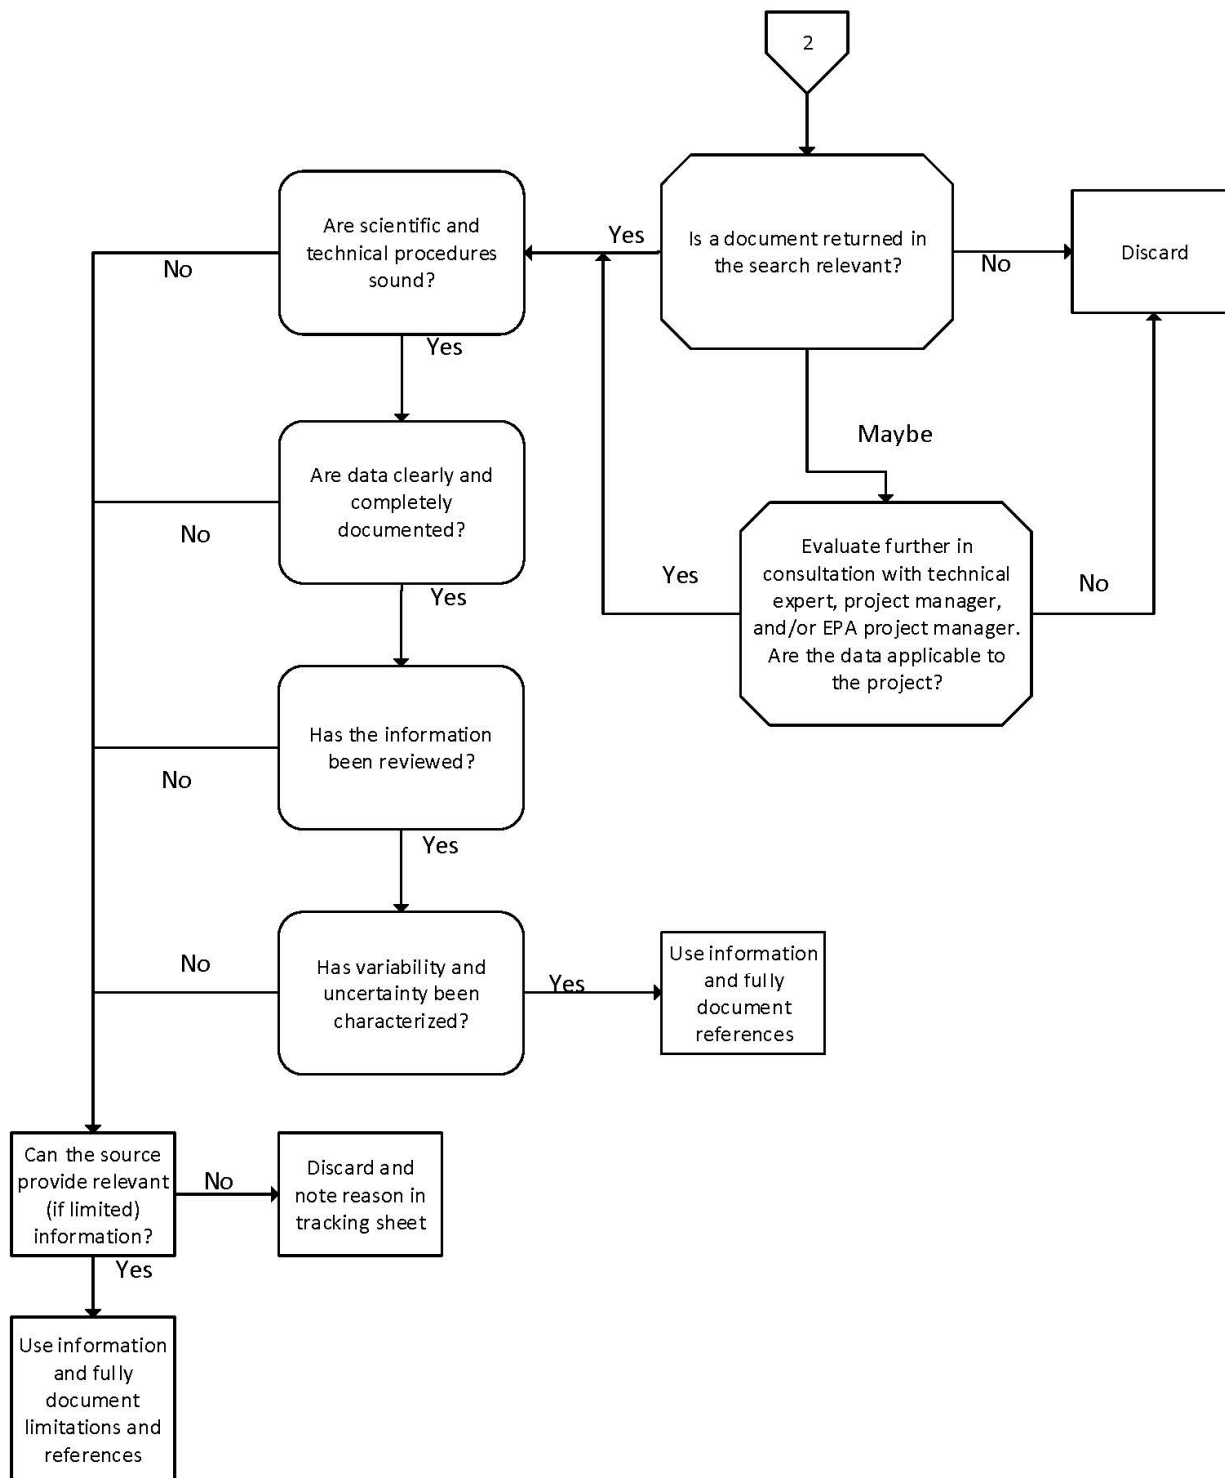 2
Are scientific and
technical procedures
sound?
Yes
Is a document returned in
the search relevant?
No
Discard
No
Yes
Maybe
Are data clearly and
completely
documented?
No
Yes
Evaluate further in
consultation with technical
expert, project manager,
and/or EPA project manager.
Are the data applicable to
the project?
Yes
No
Has the information
been reviewed?
No
Yes
Has variability and
uncertainty been
characterized?
No
Yes
Use information
and fully
document
references
Can the source
provide relevant
(if limited)
information?
No
Discard and
note reason in
tracking sheet
Yes
Use information
and fully
document
limitations and
references